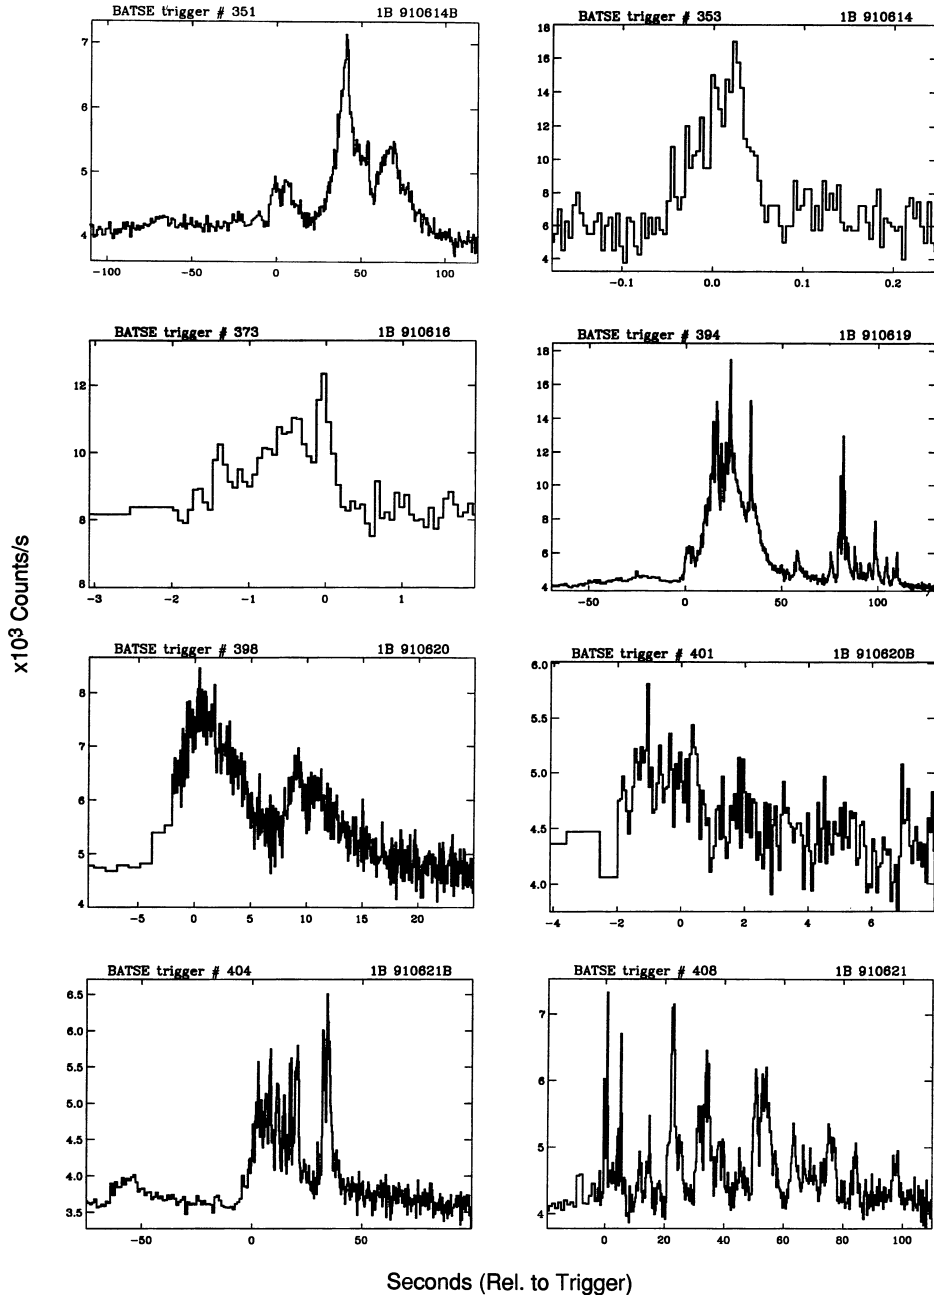 BATSE trigger # 351 1B 910614B
7
6
5
4
-100 -50 0 50 100
BATSE trigger # 353 1B 910614
18
16
14
12
10
8
6
4
-0.1 0.0 0.1 0.2
BATSE trigger # 373 1B 910616
12
10
8
6
-3 -2 -1 0 1
BATSE trigger # 394 1B 910619
18
16
14
12
10
8
6
4
-50 0 50 100
x10³ Counts/s
BATSE trigger # 398 1B 910620
8
7
6
5
4
-5 0 5 10 15 20
BATSE trigger # 401 1B 910620B
6.0
5.5
5.0
4.5
4.0
-4 -2 0 2 4 6
BATSE trigger # 404 1B 910621B
6.5
6.0
5.5
5.0
4.5
4.0
3.5
-50 0 50
BATSE trigger # 408 1B 910621
7
6
5
4
0 20 40 60 80 100
Seconds (Rel. to Trigger)